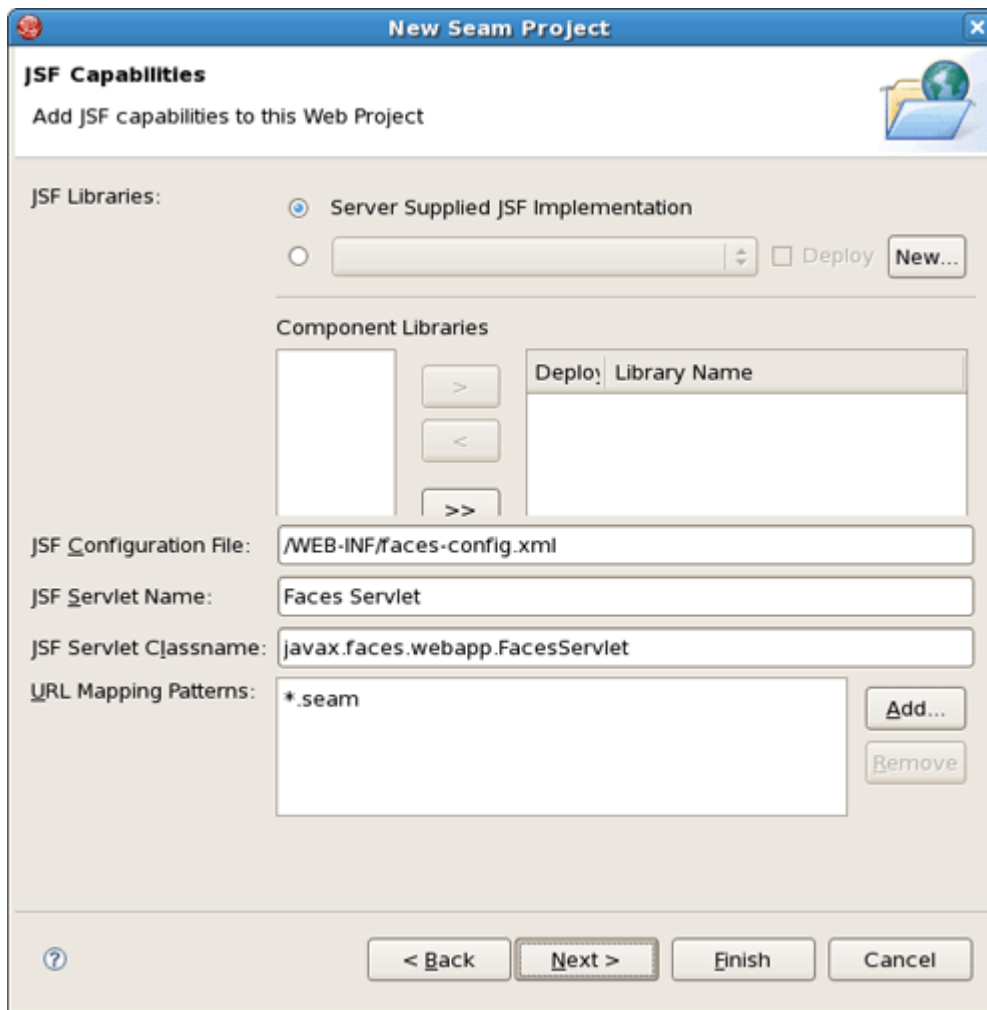 New Seam Project
JSF Capabilities
Add JSF capabilities to this Web Project
JSF Libraries:
Server Supplied JSF Implementation
Deploy New...
Component Libraries
> Deploy Library Name
<
>>
JSF Configuration File: /WEB-INF/faces-config.xml
JSF Servlet Name: Faces Servlet
JSF Servlet Classname: javax.faces.webapp.FacesServlet
URL Mapping Patterns: *.seam Add...
Remove
? < Back Next > Finish Cancel